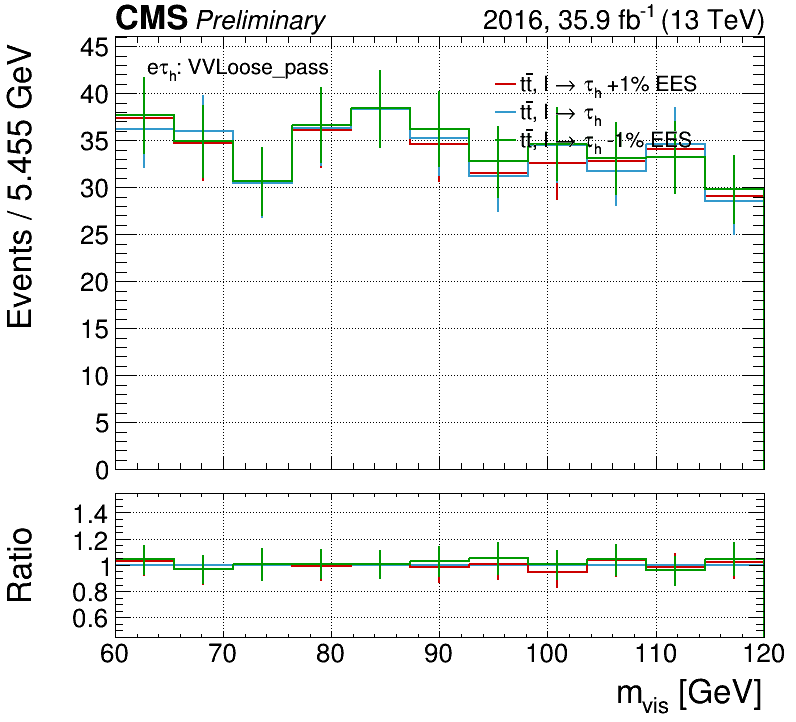 CMS Preliminary 2016, 35.9 fb⁻¹ (13 TeV)
eτₕ: VVLoose_pass
tt̄, l → τₕ +1% EES
tt̄, l → τₕ
tt̄, l → τₕ -1% EES
Events / 5.455 GeV
45
40
35
30
25
20
15
10
5
0
Ratio
1.4
1.2
1
0.8
0.6
60 70 80 90 100 110 120
m_vis [GeV]